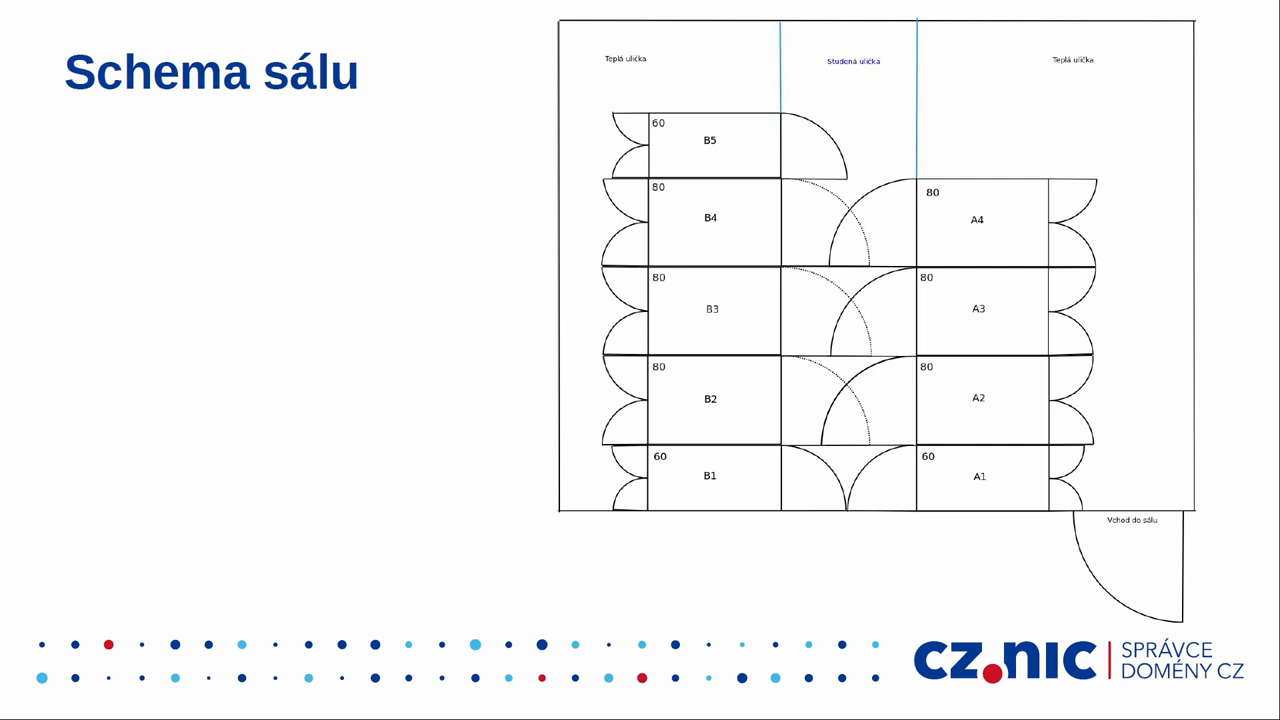 Schema sálu
Teplá ulička
Studená ulička
Teplá ulička
60
B5
80
B4
80
A4
80
B3
80
A3
80
B2
80
A2
60
B1
60
A1
Vchod do sálu
CZ.NIC
SPRÁVCE
DOMÉNY CZ